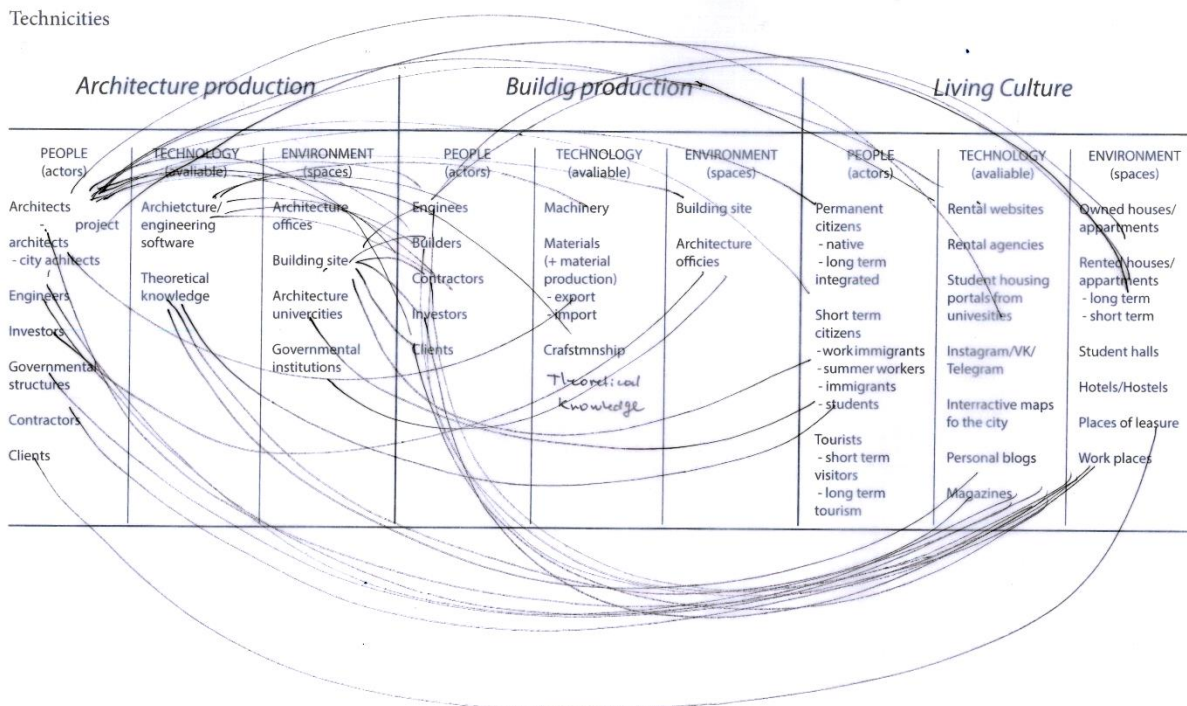 Technicities
Architecture production
Buildig production
Living Culture
PEOPLE
(actors)
Architects
- project
architects
- city achitects
Engineers
Investors
Governmental
structures
Contractors
Clients
TECHNOLOGY
(avaliable)
Archietcture/
engineering
software
Theoretical
knowledge
ENVIRONMENT
(spaces)
Architecture
offices
Building site
Architecture
univercities
Governmental
institutions
PEOPLE
(actors)
Enginees
Builders
Contractors
Investors
Clients
TECHNOLOGY
(avaliable)
Machinery
Materials
(+ material
production)
- export
- import
Crafstmnship
Theoretical
knowledge
ENVIRONMENT
(spaces)
Building site
Architecture
officies
PEOPLE
(actors)
Permanent
citizens
- native
- long term
integrated
Short term
citizens
- work immigrants
- summer workers
- immigrants
- students
Tourists
- short term
visitors
- long term
tourism
TECHNOLOGY
(avaliable)
Rental websites
Rental agencies
Student housing
portals from
univesities
Instagram/VK/
Telegram
Interractive maps
fo the city
Personal blogs
Magazines
ENVIRONMENT
(spaces)
Owned houses/
appartments
Rented houses/
appartments
- long term
- short term
Student halls
Hotels/Hostels
Places of leasure
Work places